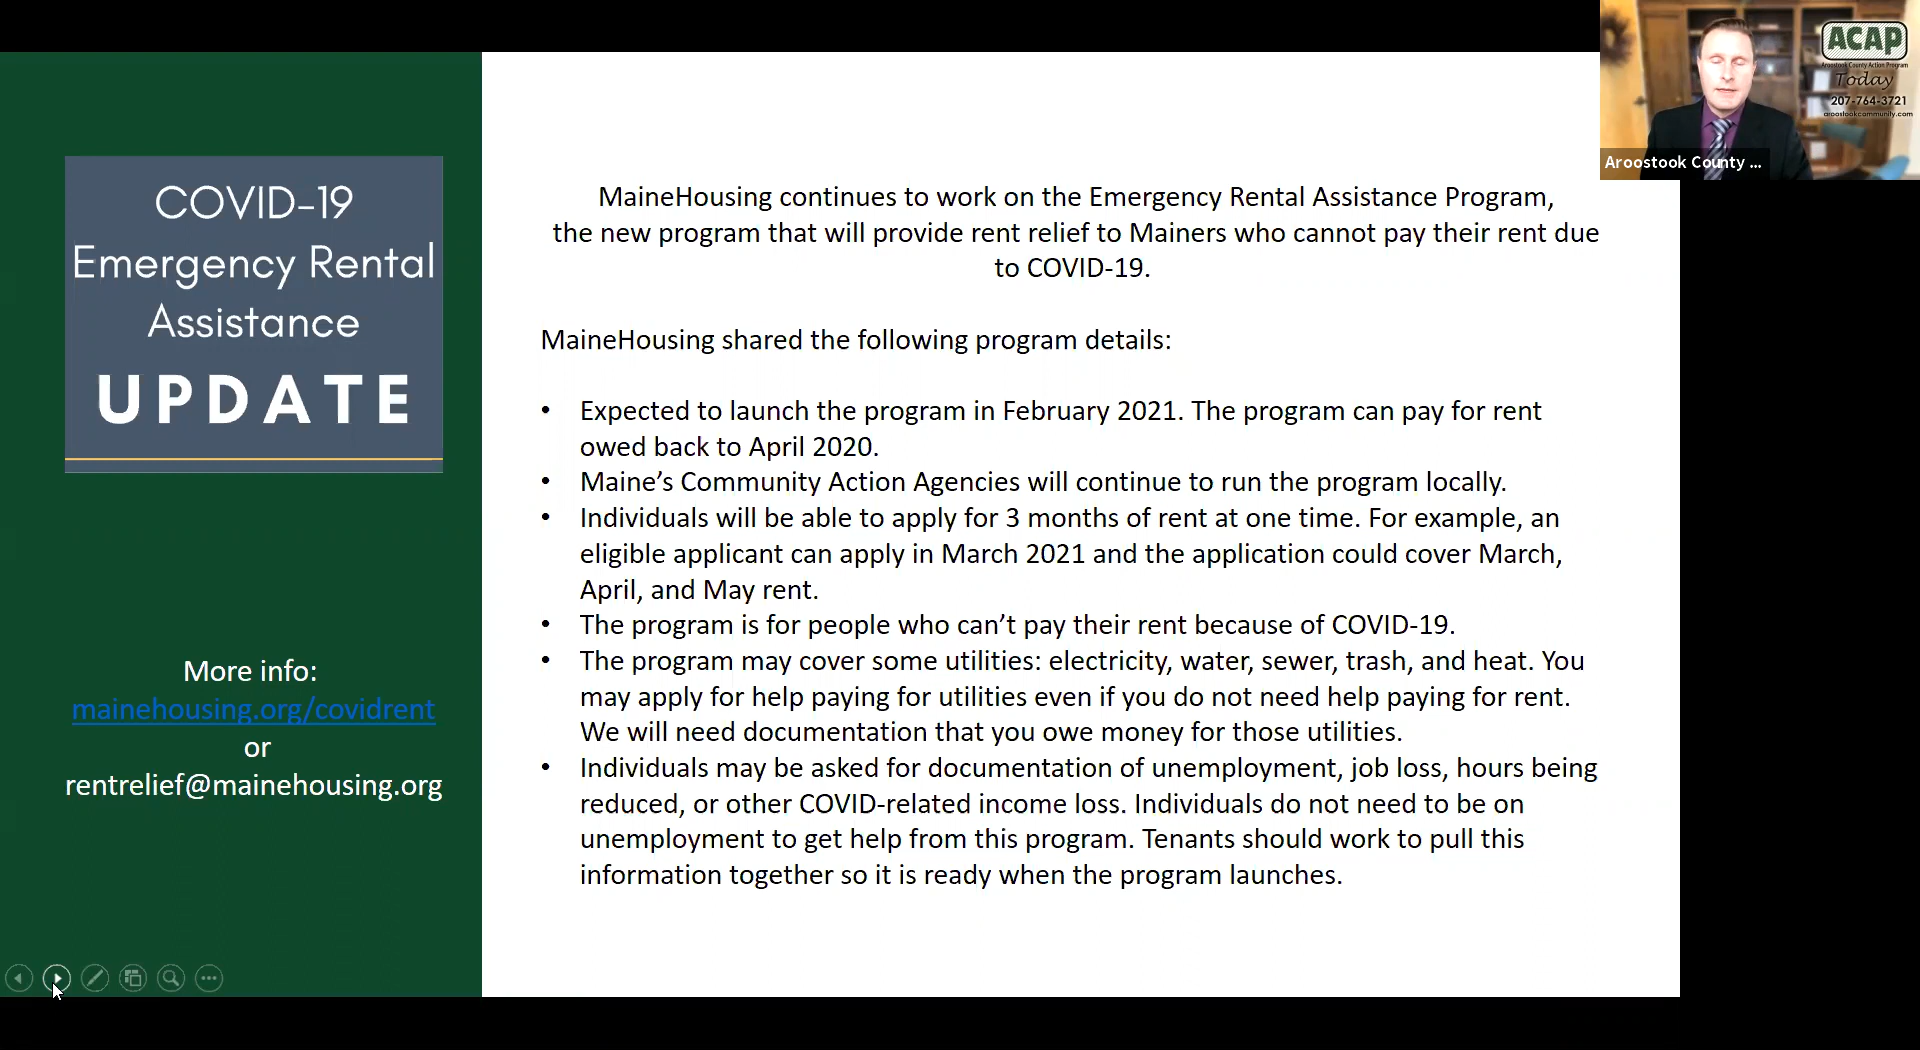 COVID-19
Emergency Rental
Assistance
UPDATE
More info:
mainehousing.org/covidrent
or
rentrelief@mainehousing.org
MaineHousing continues to work on the Emergency Rental Assistance Program,
the new program that will provide rent relief to Mainers who cannot pay their rent due
to COVID-19.
MaineHousing shared the following program details:
• Expected to launch the program in February 2021. The program can pay for rent
owed back to April 2020.
• Maine’s Community Action Agencies will continue to run the program locally.
• Individuals will be able to apply for 3 months of rent at one time. For example, an
eligible applicant can apply in March 2021 and the application could cover March,
April, and May rent.
• The program is for people who can’t pay their rent because of COVID-19.
• The program may cover some utilities: electricity, water, sewer, trash, and heat. You
may apply for help paying for utilities even if you do not need help paying for rent.
We will need documentation that you owe money for those utilities.
• Individuals may be asked for documentation of unemployment, job loss, hours being
reduced, or other COVID-related income loss. Individuals do not need to be on
unemployment to get help from this program. Tenants should work to pull this
information together so it is ready when the program launches.
ACAP
Aroostook County Action Program
Today
207-764-3721
aroostookcommunity.com
Aroostook County ...